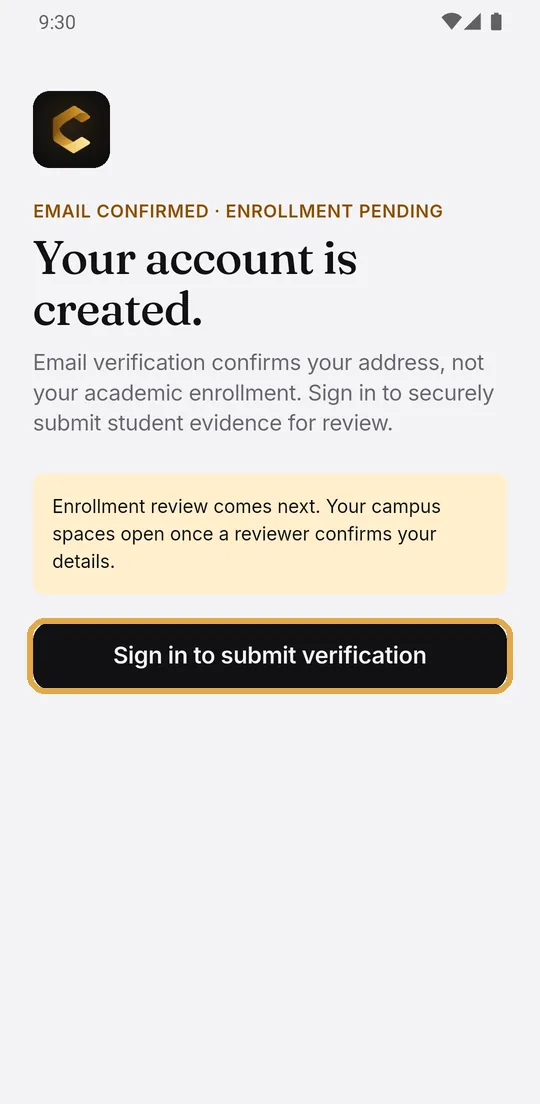 9:30
EMAIL CONFIRMED · ENROLLMENT PENDING
Your account is
created.
Email verification confirms your address, not
your academic enrollment. Sign in to securely
submit student evidence for review.
Enrollment review comes next. Your campus
spaces open once a reviewer confirms your
details.
Sign in to submit verification